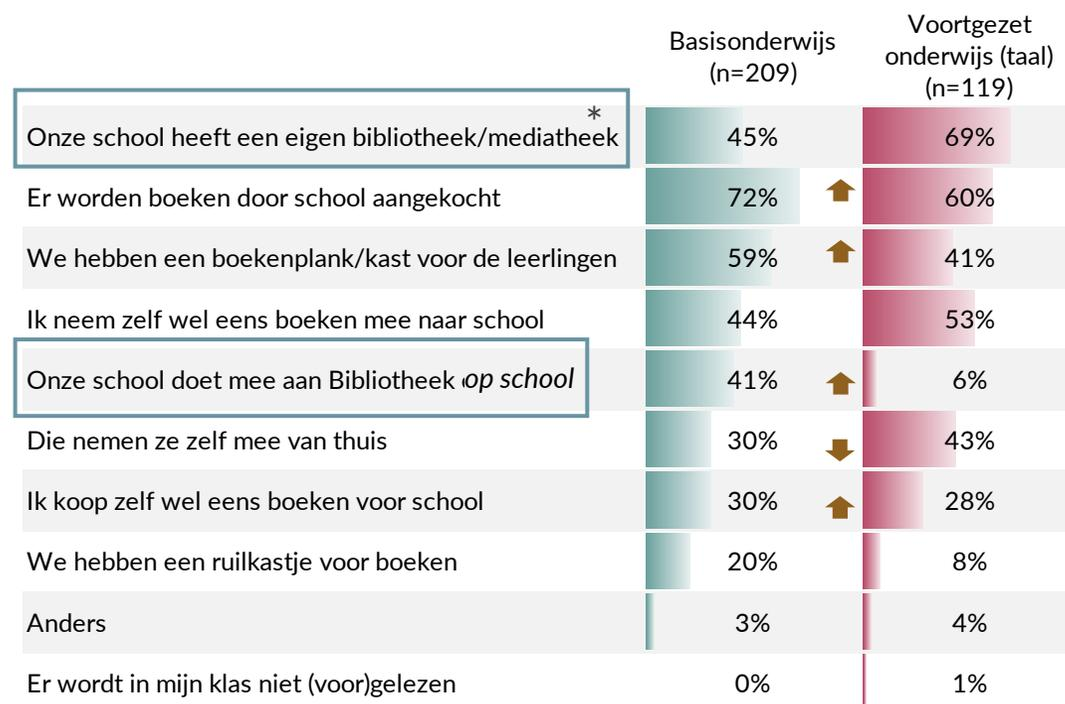 Basisonderwijs
(n=209)
Voortgezet
onderwijs (taal)
(n=119)
*
Onze school heeft een eigen bibliotheek/mediatheek 45% 69%
Er worden boeken door school aangekocht 72% 60%
We hebben een boekenplank/kast voor de leerlingen 59% 41%
Ik neem zelf wel eens boeken mee naar school 44% 53%
Onze school doet mee aan Bibliotheek op school 41% 6%
Die nemen ze zelf mee van thuis 30% 43%
Ik koop zelf wel eens boeken voor school 30% 28%
We hebben een ruilkastje voor boeken 20% 8%
Anders 3% 4%
Er wordt in mijn klas niet (voor)gelezen 0% 1%